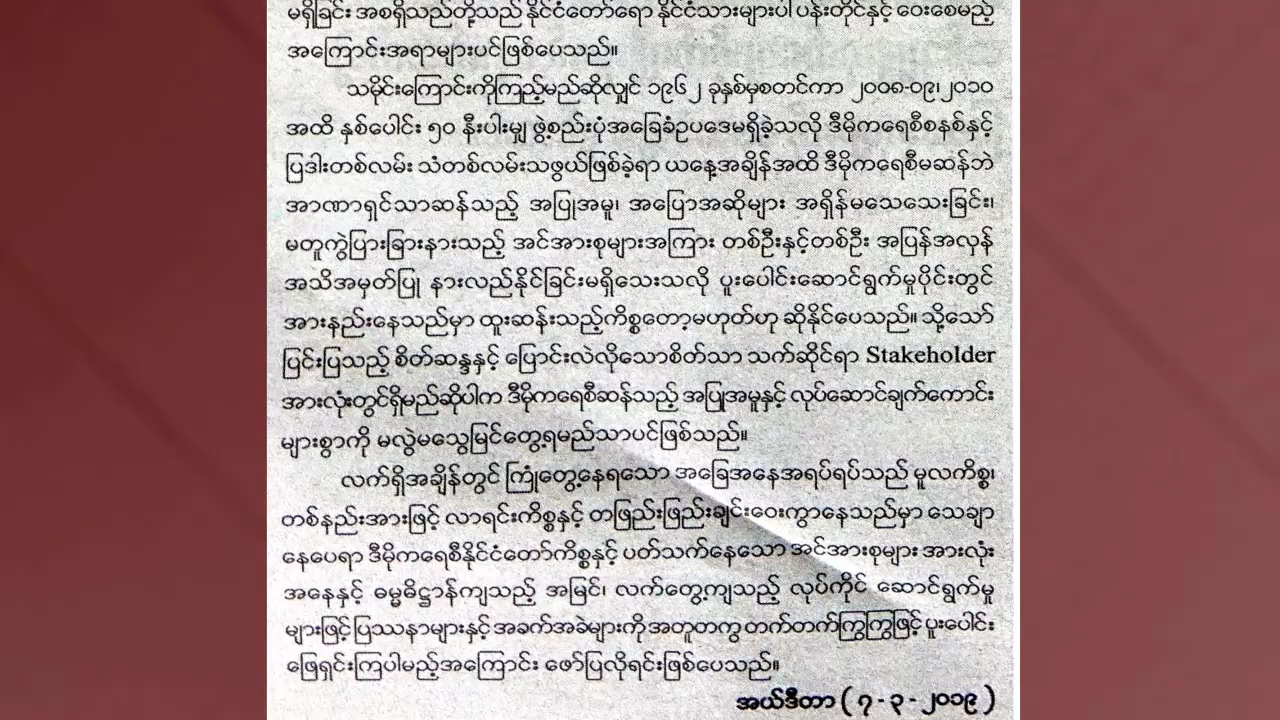 မရှိခြင်း အစရှိသည်တို့သည် နိုင်ငံတော်ရော နိုင်ငံသားများပါ ပန်းတိုင်နှင့် ဝေးစေမည့်
အကြောင်းအရာများပင်ဖြစ်ပေသည်။
သမိုင်းကြောင်းကိုကြည့်မည်ဆိုလျှင် ၁၉၆၂ ခုနှစ်မှစတင်ကာ ၂၀၀၈-၀၉၊၂၀၁၀
အထိ နှစ်ပေါင်း ၅၀ နီးပါးမျှ ဖွဲ့စည်းပုံအခြေခံဥပဒေမရှိခဲ့သလို ဒီမိုကရေစီစနစ်နှင့်
ပြဒါးတစ်လမ်း သံတစ်လမ်းသဖွယ်ဖြစ်ခဲ့ရာ ယနေ့အချိန်အထိ ဒီမိုကရေစီမဆန်ဘဲ
အာဏာရှင်သာဆန်သည့် အပြုအမူ၊ အပြောအဆိုများ အရှိန်မသေသေးခြင်း၊
မတူကွဲပြားခြားနားသည့် အင်အားစုများအကြား တစ်ဦးနှင့်တစ်ဦး အပြန်အလှန်
အသိအမှတ်ပြု နားလည်နိုင်ခြင်းမရှိသေးသလို ပူးပေါင်းဆောင်ရွက်မှုပိုင်းတွင်
အားနည်းနေသည်မှာ ထူးဆန်းသည့်ကိစ္စတော့မဟုတ်ဟု ဆိုနိုင်ပေသည်။ သို့သော်
ပြင်းပြသည့် စိတ်ဆန္ဒနှင့် ပြောင်းလဲလိုသောစိတ်သာ သက်ဆိုင်ရာ Stakeholder
အားလုံးတွင်ရှိမည်ဆိုပါက ဒီမိုကရေစီဆန်သည့် အပြုအမူနှင့် လုပ်ဆောင်ချက်ကောင်း
များစွာကို မလွဲမသွေမြင်တွေ့ရမည်သာပင်ဖြစ်သည်။
လက်ရှိအချိန်တွင် ကြုံတွေ့နေရသော အခြေအနေအရပ်ရပ်သည် မူလကိစ္စ၊
တစ်နည်းအားဖြင့် လာရင်းကိစ္စနှင့် တဖြည်းဖြည်းချင်းဝေးကွာနေသည်မှာ သေချာ
နေပေရာ ဒီမိုကရေစီနိုင်ငံတော်ကိစ္စနှင့် ပတ်သက်နေသော အင်အားစုများ အားလုံး
အနေနှင့် ဓမ္မဓိဋ္ဌာန်ကျသည့် အမြင်၊ လက်တွေ့ကျသည့် လုပ်ကိုင် ဆောင်ရွက်မှု
များဖြင့် ပြဿနာများနှင့် အခက်အခဲများကို အတူတကွ တက်တက်ကြွကြွဖြင့် ပူးပေါင်း
ဖြေရှင်းကြပါမည့်အကြောင်း ဖော်ပြလိုရင်းဖြစ်ပေသည်။
အယ်ဒီတာ ( ၇ - ၃ - ၂၀၁၉ )